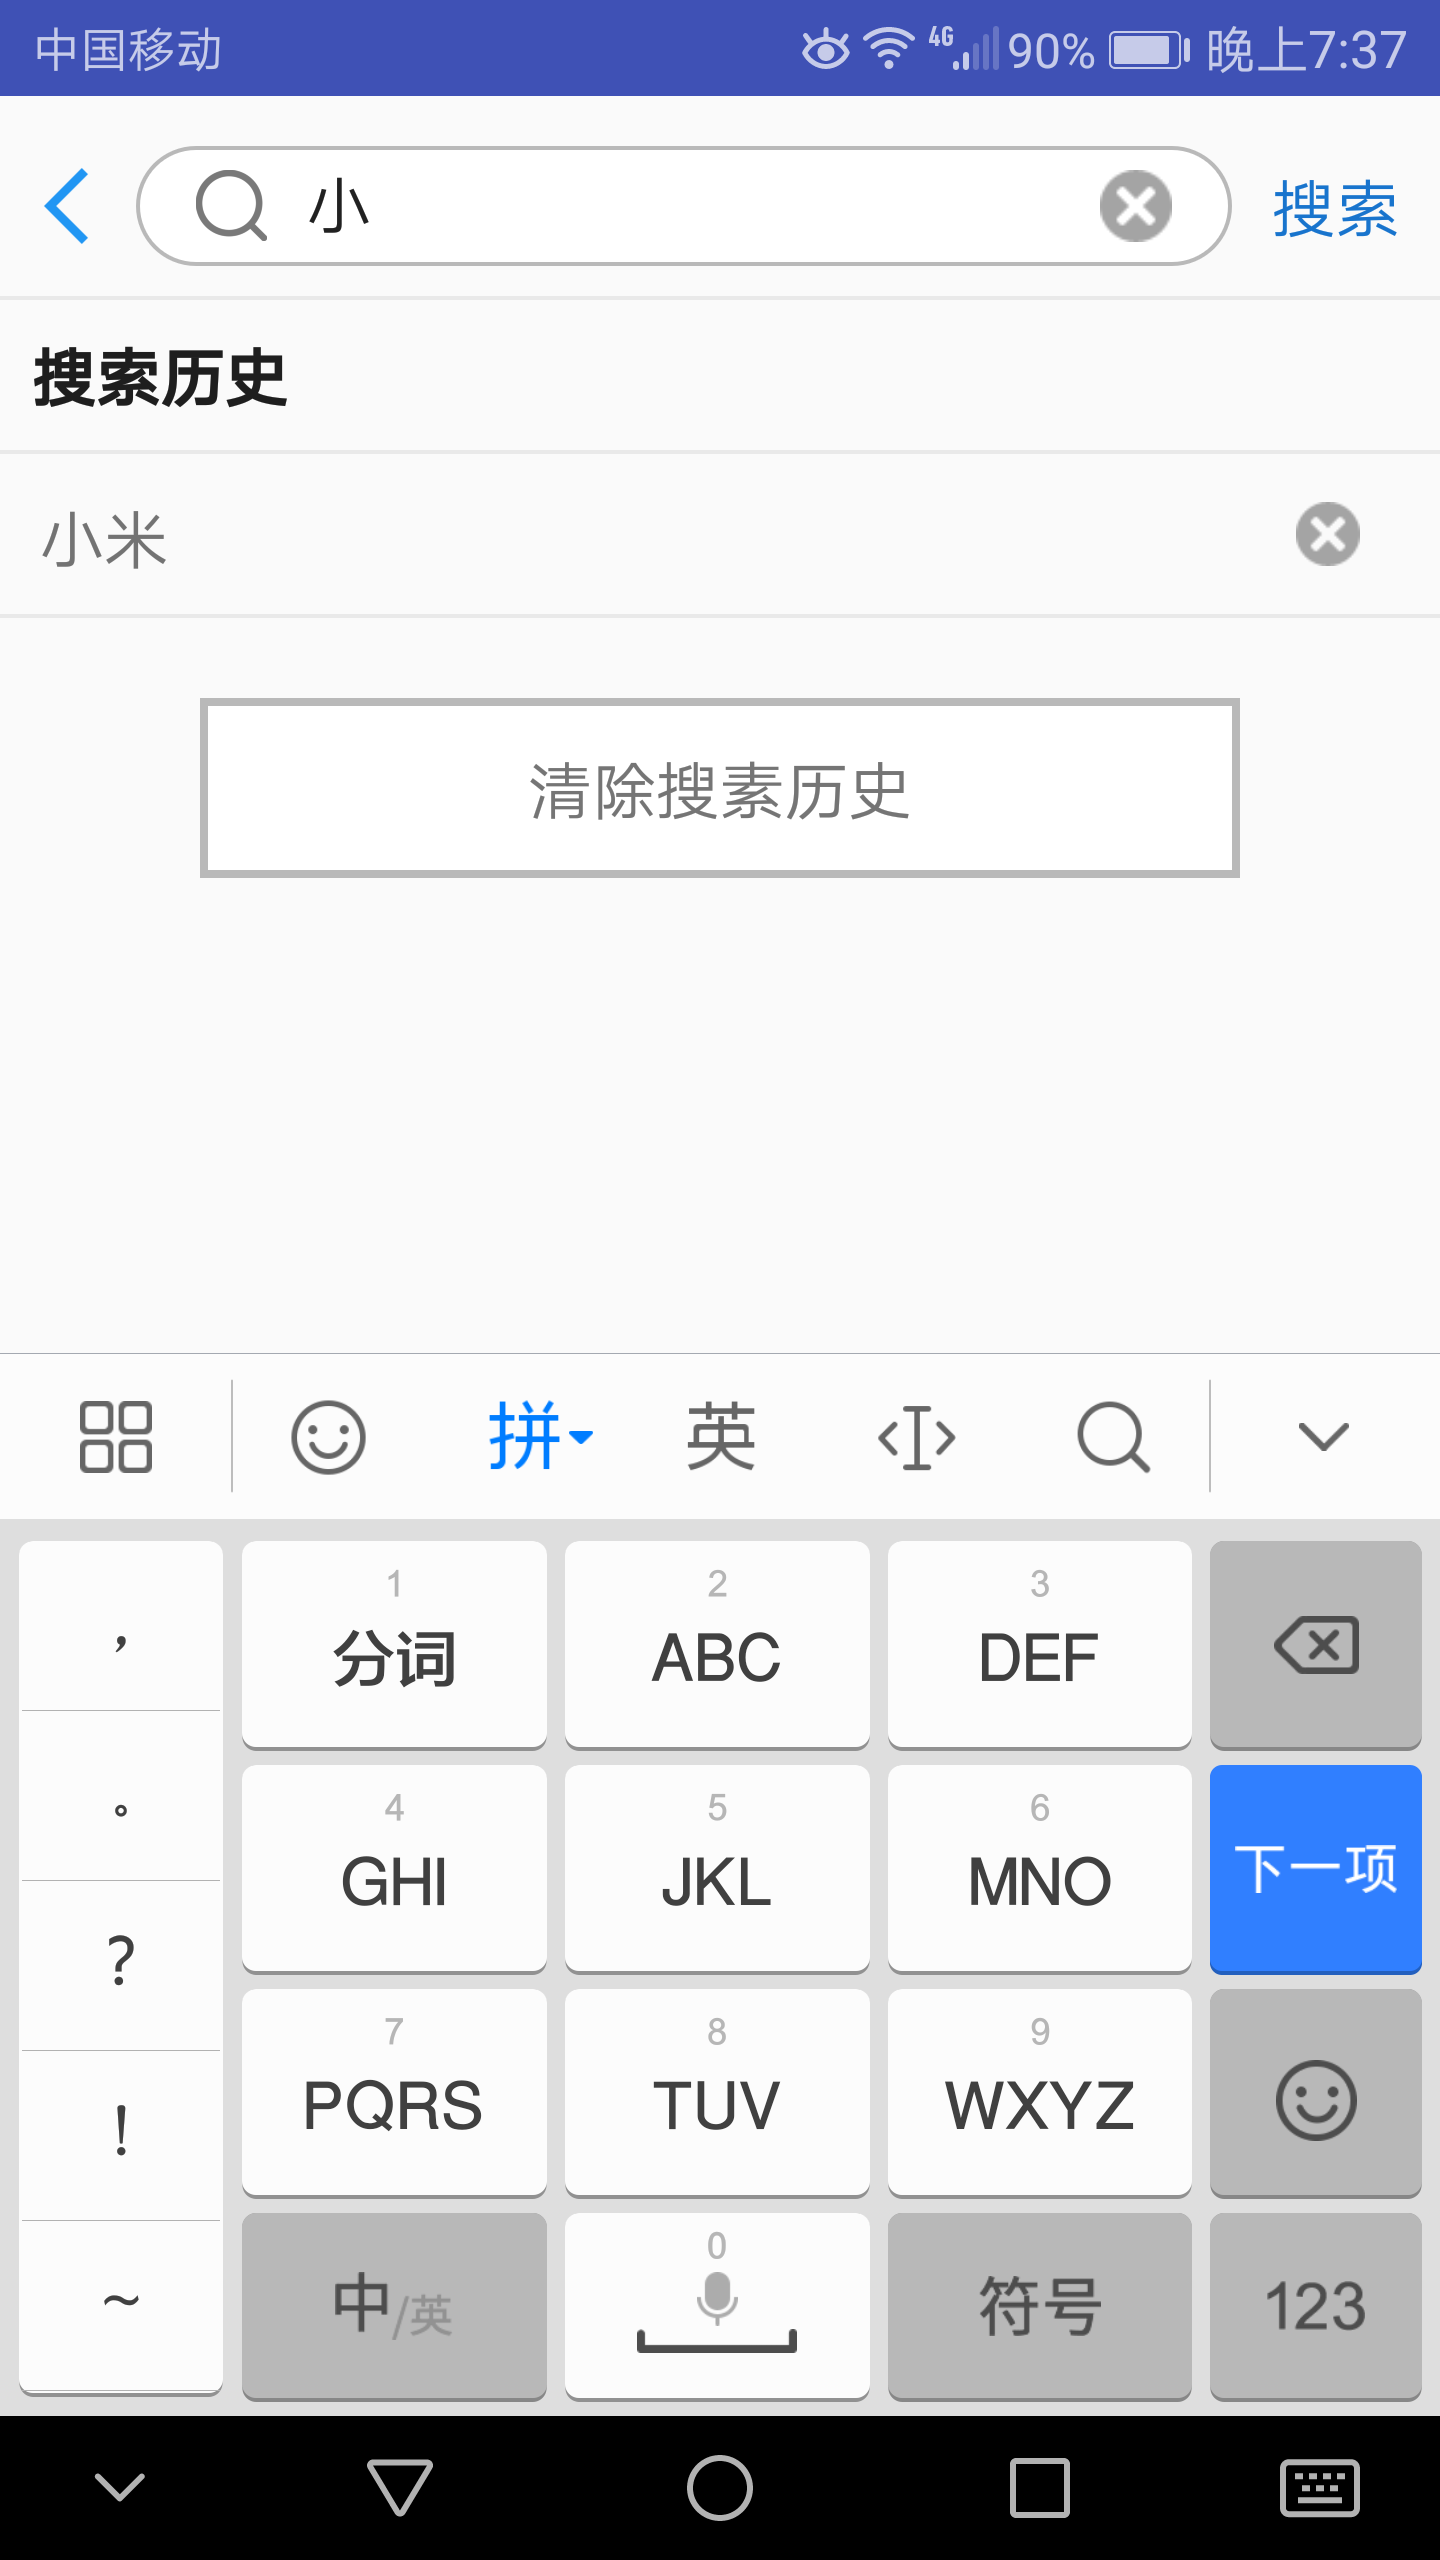 中国移动 4G 90% 晚上7:37
小 搜索
搜索历史
小米
清除搜素历史
拼 英
，
。
?
!
~
1 2 3
分词 ABC DEF
4 5 6
GHI JKL MNO 下一项
7 8 9
PQRS TUV WXYZ
0
中/英 符号 123